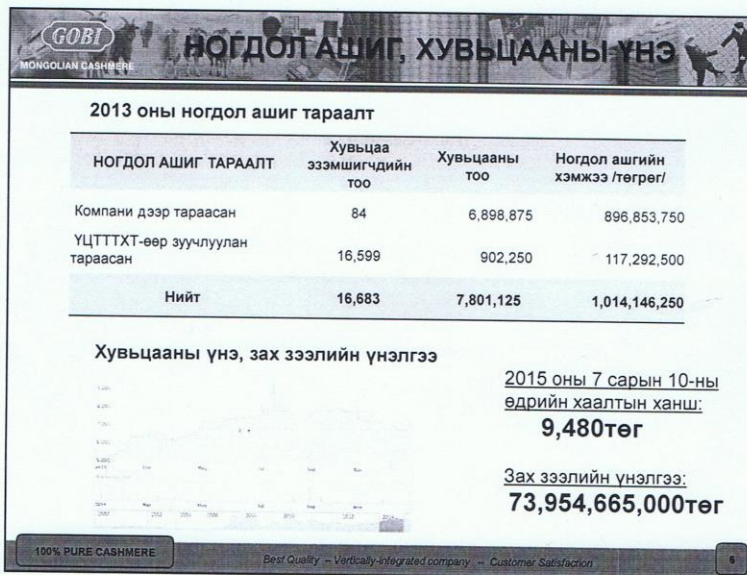 GOBI
MONGOLIAN CASHMERE
НОГДОЛ АШИГ, ХУВЬЦААНЫ ҮНЭ
2013 оны ногдол ашиг тараалт
НОГДОЛ АШИГ ТАРААЛТ
Хувьцаа
эзэмшигчдийн
тоо
Хувьцааны
тоо
Ногдол ашгийн
хэмжээ /төгрөг/
Компани дээр тараасан 84 6,898,875 896,853,750
ҮЦТТТХТ-өөр зуучлуулан
тараасан 16,599 902,250 117,292,500
Нийт 16,683 7,801,125 1,014,146,250
Хувьцааны үнэ, зах зээлийн үнэлгээ
2015 оны 7 сарын 10-ны
өдрийн хаалтын ханш:
9,480төг
Зах зээлийн үнэлгээ:
73,954,665,000төг
100% PURE CASHMERE
Best Quality – Vertically-integrated company – Customer Satisfaction
6